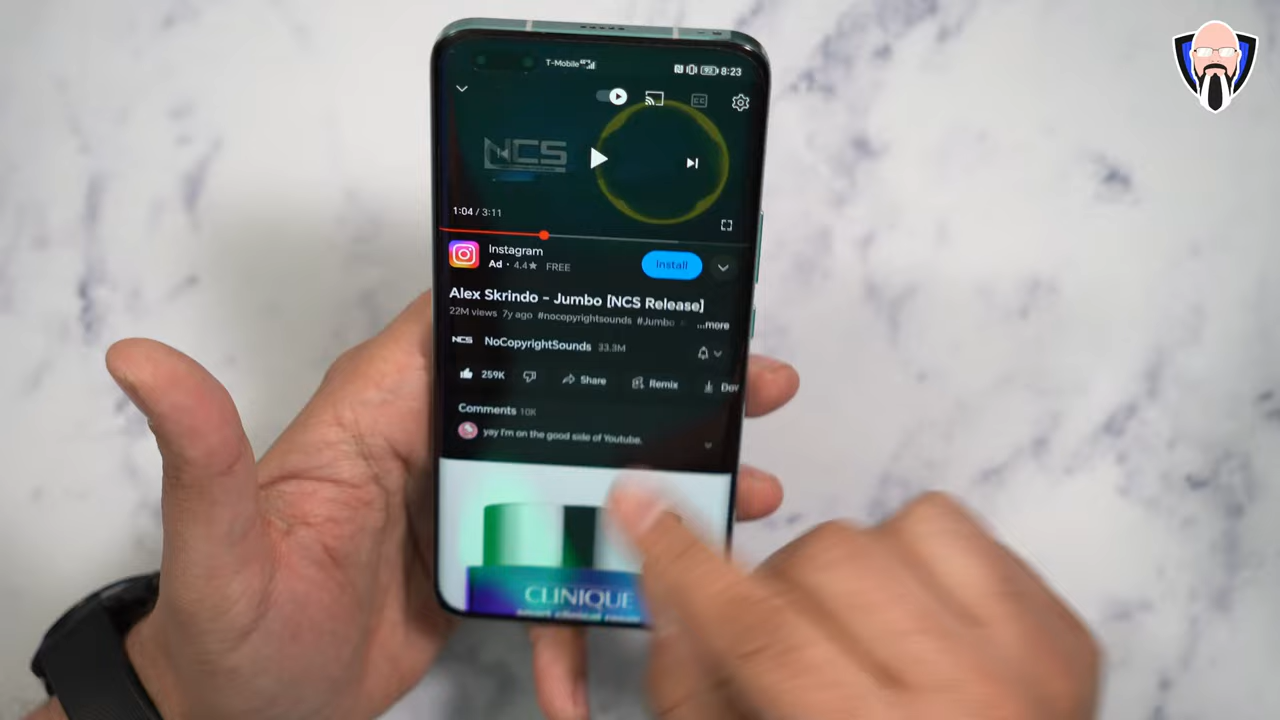 T-Mobile 8:23
CC
NCS
1:04 / 3:11
Instagram
Ad · 4.4★ FREE
Install
Alex Skrindo - Jumbo [NCS Release]
22M views 7y ago #nocopyrightsounds #Jumbo ...more
NCS NoCopyrightSounds 33.3M
259K Share Remix
Comments 10K
yay I'm on the good side of Youtube.
CLINIQUE